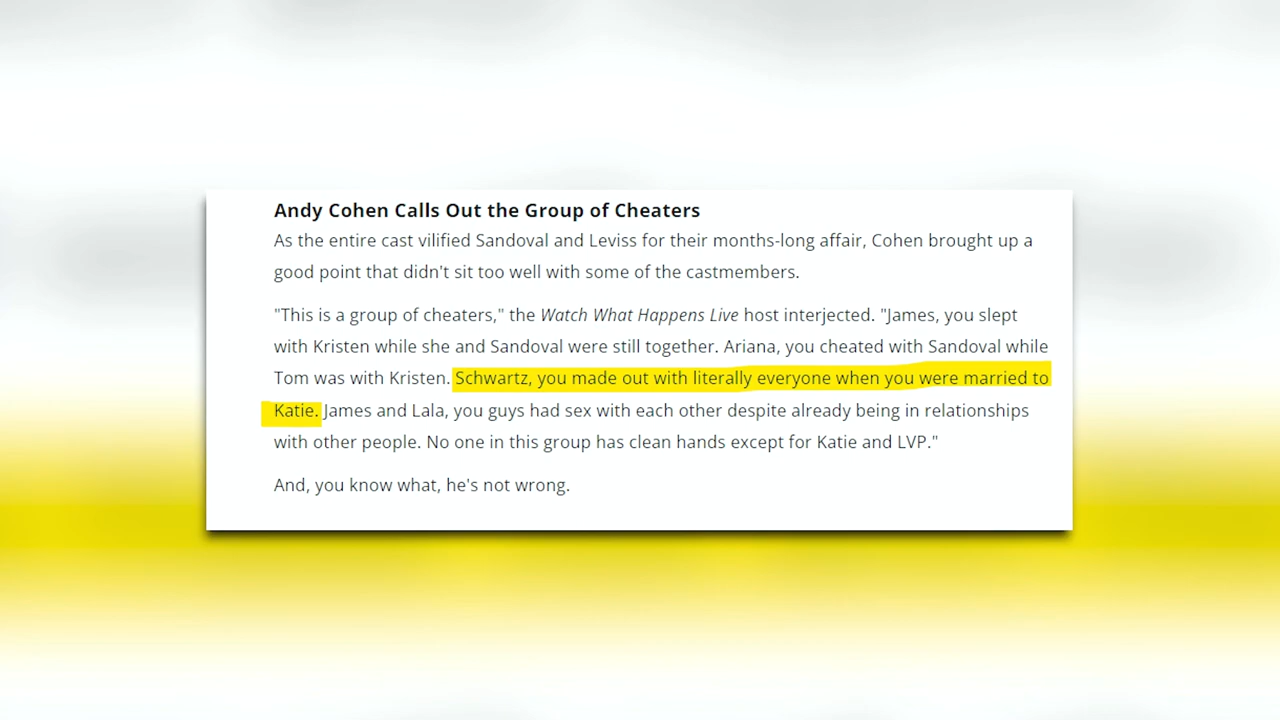 Andy Cohen Calls Out the Group of Cheaters
As the entire cast vilified Sandoval and Leviss for their months-long affair, Cohen brought up a
good point that didn't sit too well with some of the castmembers.
"This is a group of cheaters," the Watch What Happens Live host interjected. "James, you slept
with Kristen while she and Sandoval were still together. Ariana, you cheated with Sandoval while
Tom was with Kristen. Schwartz, you made out with literally everyone when you were married to
Katie. James and Lala, you guys had sex with each other despite already being in relationships
with other people. No one in this group has clean hands except for Katie and LVP."
And, you know what, he's not wrong.